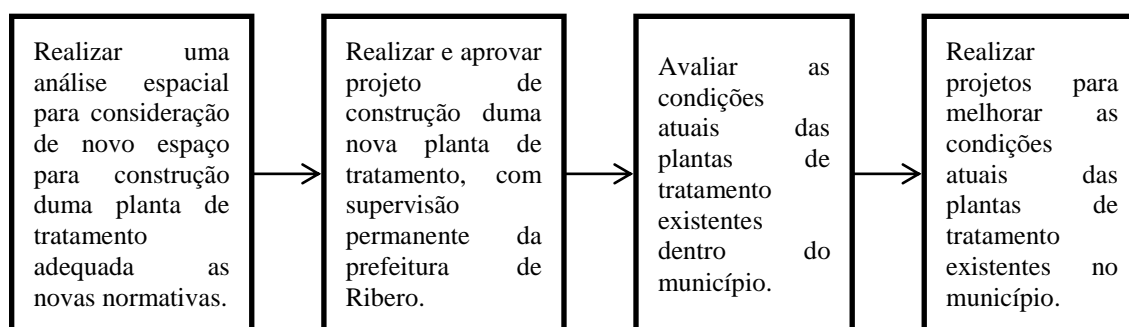 Realizar uma
análise espacial
para consideração
de novo espaço
para construção
duma planta de
tratamento
adequada as
novas normativas.
Realizar e aprovar
projeto de
construção duma
nova planta de
tratamento, com
supervisão
permanente da
prefeitura de
Ribero.
Avaliar as
condições
atuais das
plantas de
tratamento
existentes
dentro do
município.
Realizar
projetos para
melhorar as
condições
atuais das
plantas de
tratamento
existentes no
município.